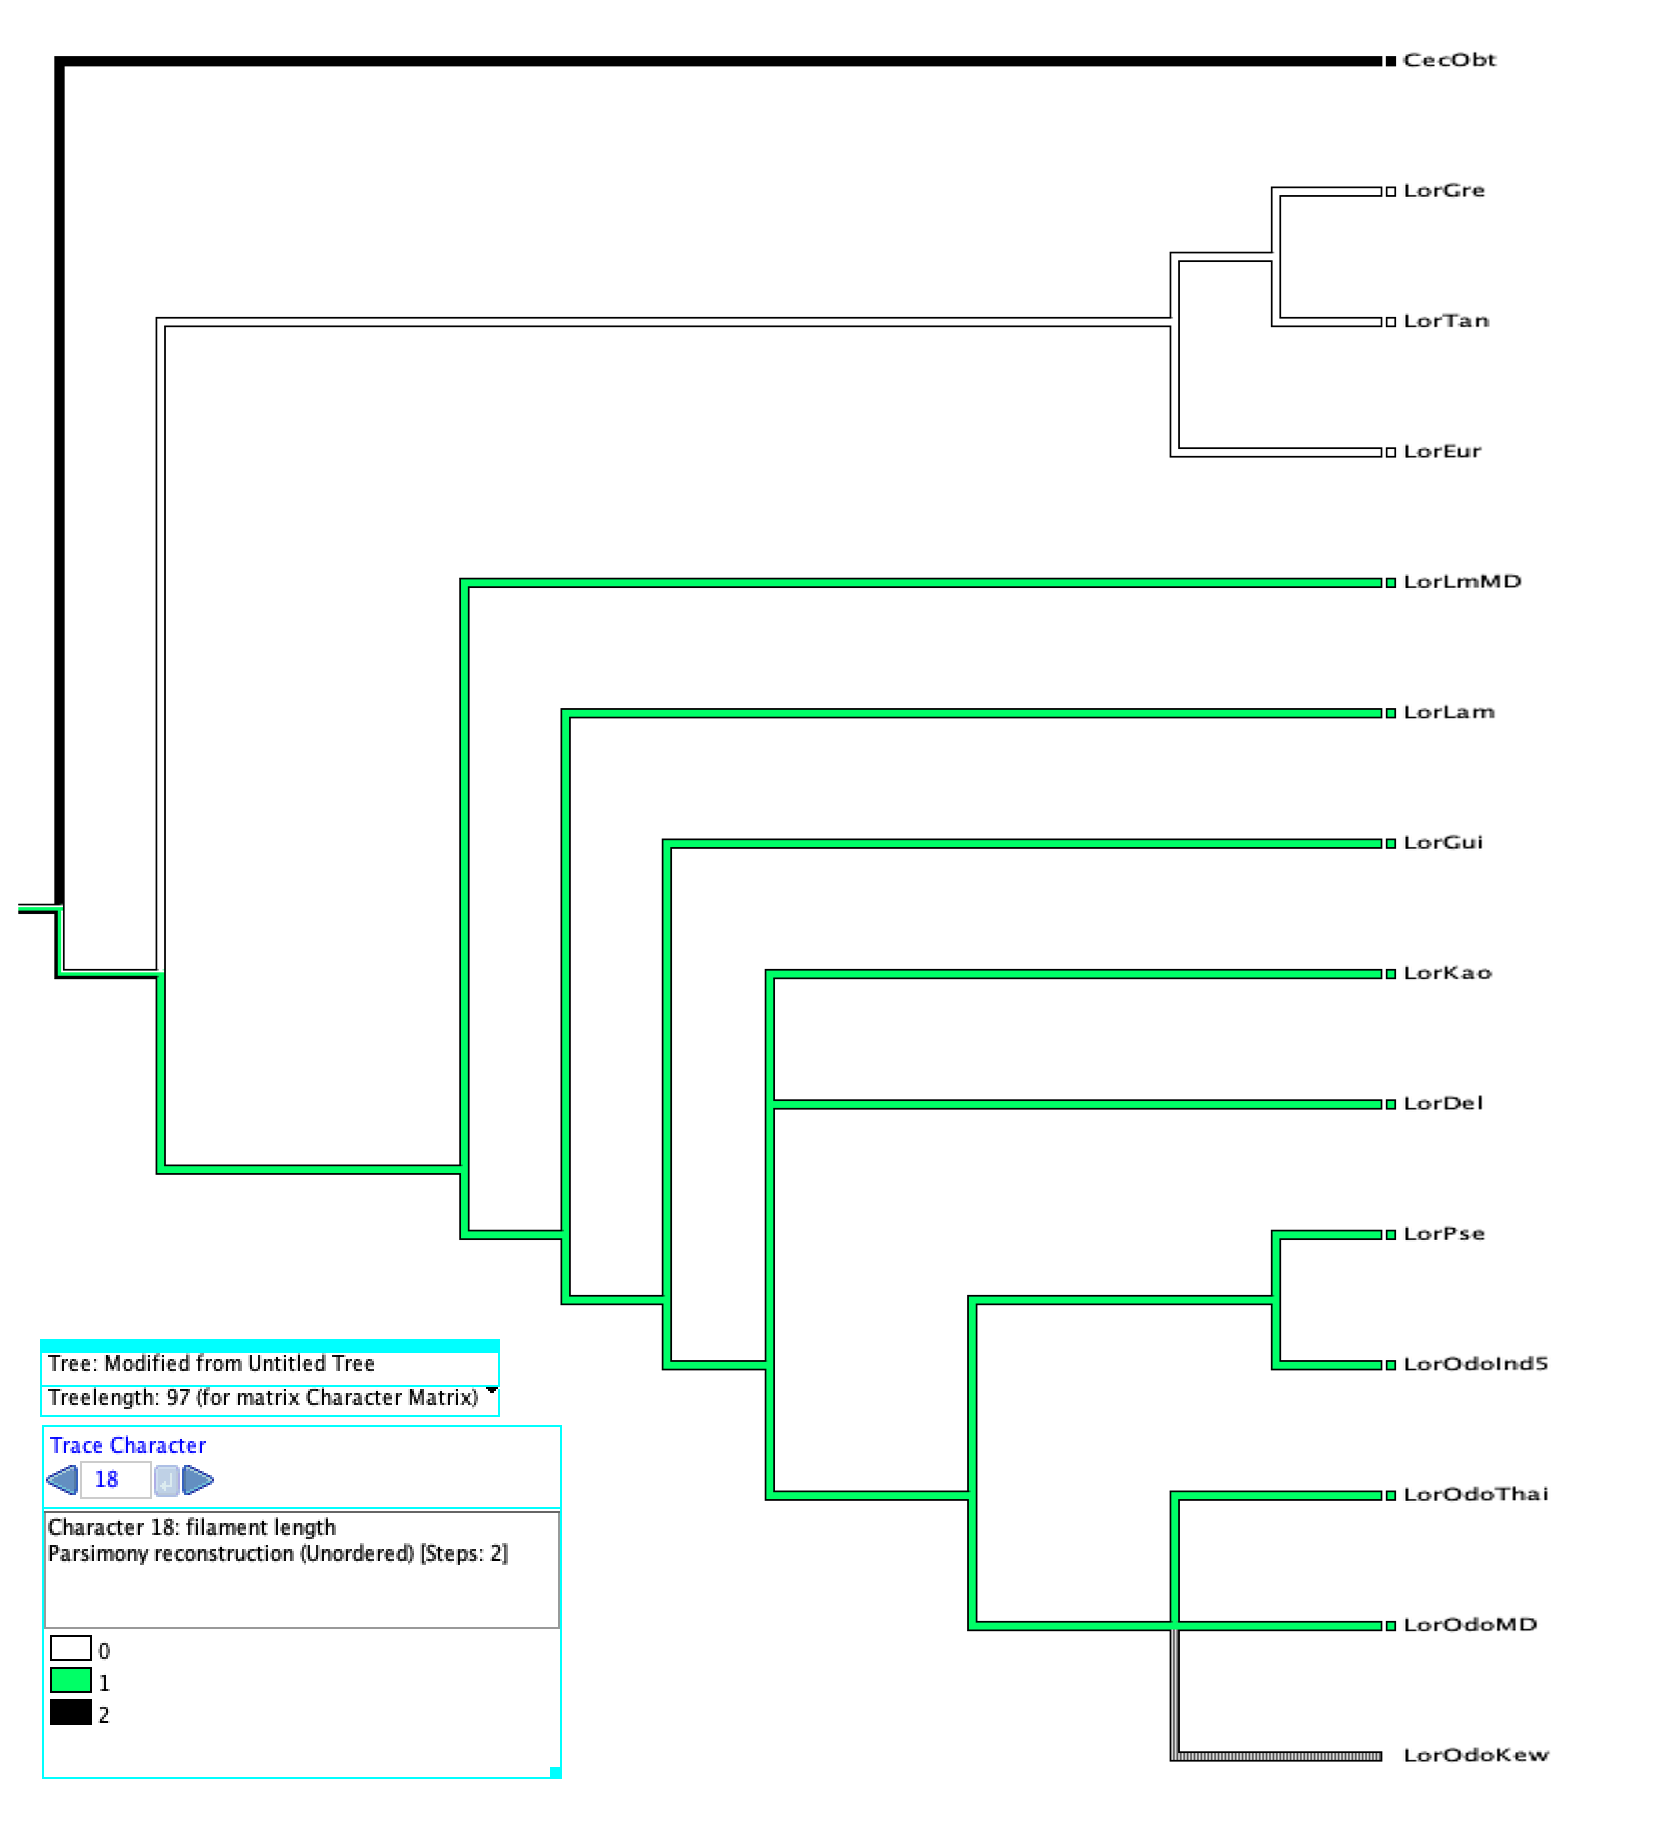 CecObt
LorGre
LorTan
LorEur
LorLmMD
LorLam
LorGui
LorKao
LorDel
LorPse
LorOdoInd5
LorOdoThai
LorOdoMD
LorOdoKew
Tree: Modified from Untitled Tree
Treelength: 97 (for matrix Character Matrix)
Trace Character
18
Character 18: filament length
Parsimony reconstruction (Unordered) [Steps: 2]
0
1
2